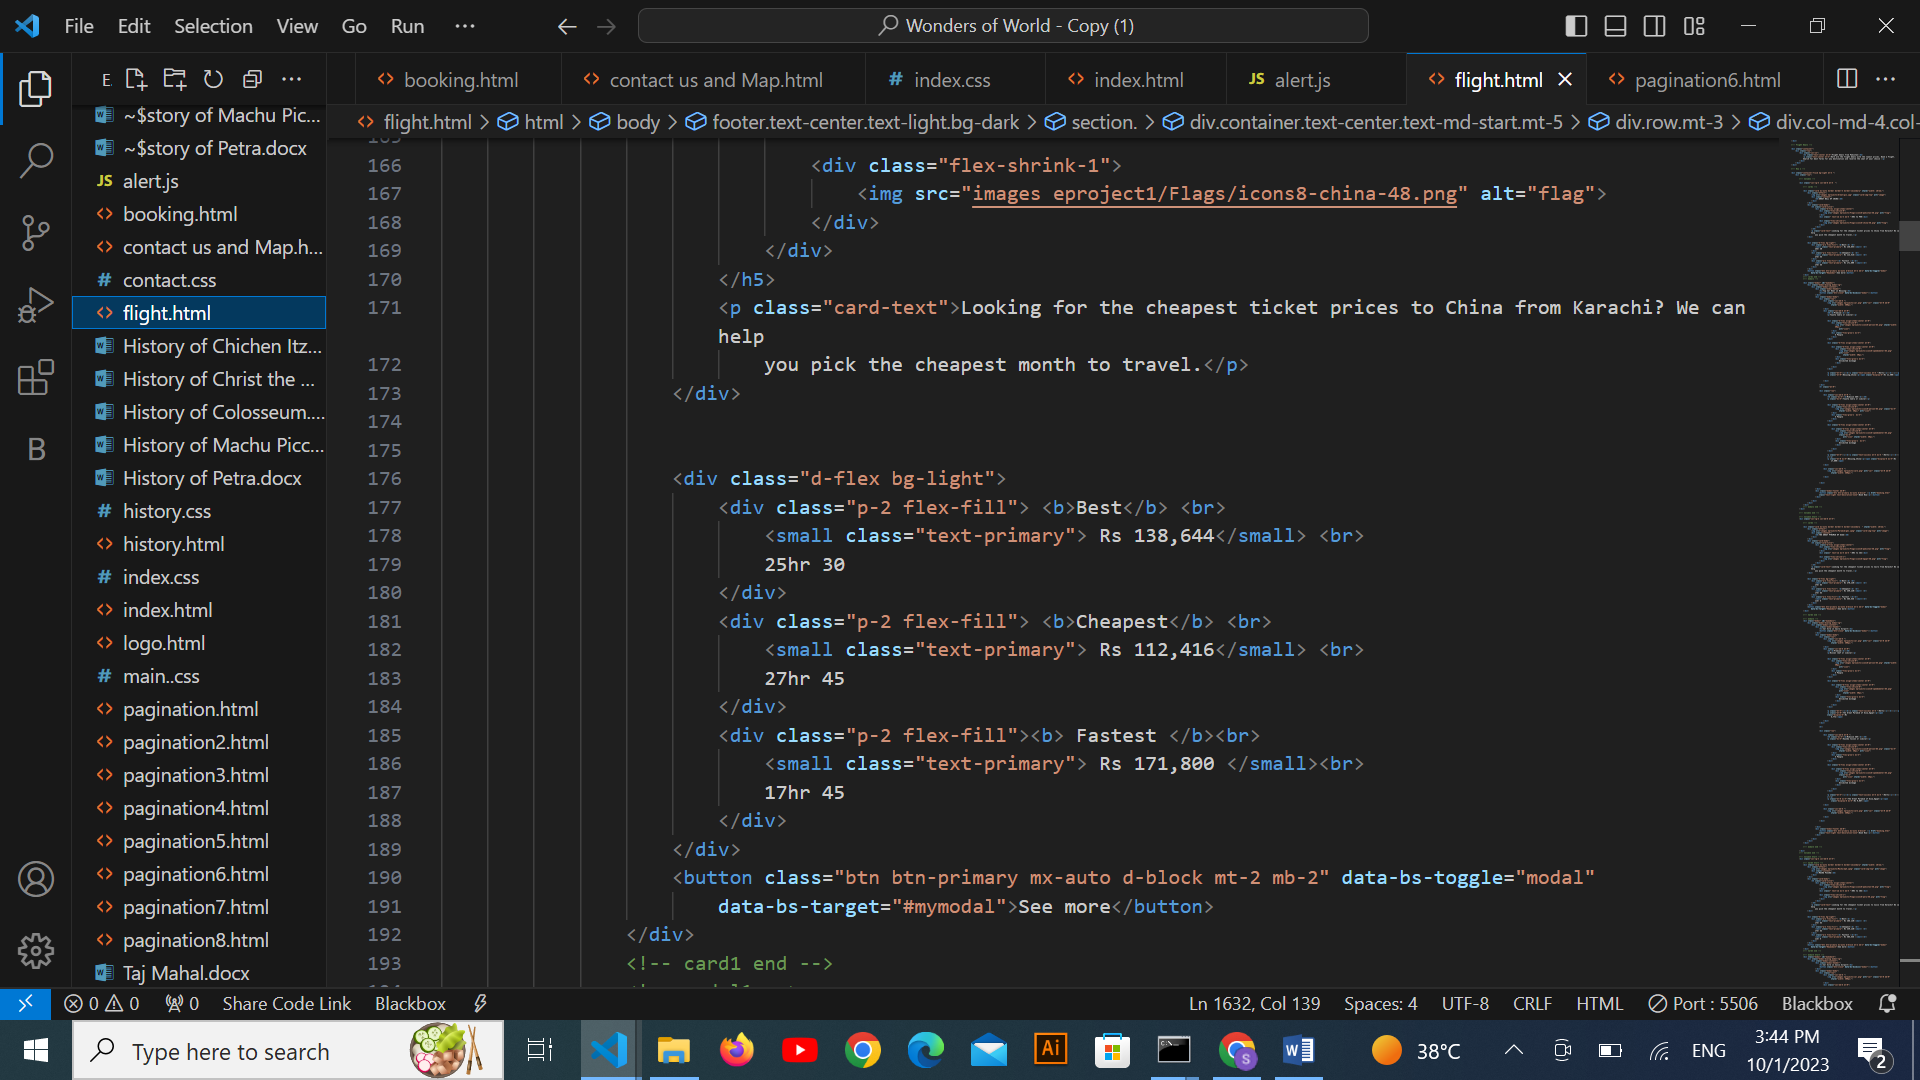 File Edit Selection View Go Run ··· Wonders of World - Copy (1)
E
booking.html contact us and Map.html # index.css index.html JS alert.js flight.html pagination6.html
flight.html > html > body > footer.text-center.text-light.bg-dark > section. > div.container.text-center.text-md-start.mt-5 > div.row.mt-3 > div.col-md-4.col-
~$story of Machu Pic...
~$story of Petra.docx
JS alert.js
booking.html
contact us and Map.h...
# contact.css
flight.html
History of Chichen Itz...
History of Christ the ...
History of Colosseum....
History of Machu Picc...
History of Petra.docx
# history.css
history.html
# index.css
index.html
logo.html
# main..css
pagination.html
pagination2.html
pagination3.html
pagination4.html
pagination5.html
pagination6.html
pagination7.html
pagination8.html
Taj Mahal.docx
B
166 <div class="flex-shrink-1">
167 <img src="images eproject1/Flags/icons8-china-48.png" alt="flag">
168 </div>
169 </div>
170 </h5>
171 <p class="card-text">Looking for the cheapest ticket prices to China from Karachi? We can
help
172 you pick the cheapest month to travel.</p>
173 </div>
174
175
176 <div class="d-flex bg-light">
177 <div class="p-2 flex-fill"> <b>Best</b> <br>
178 <small class="text-primary"> Rs 138,644</small> <br>
179 25hr 30
180 </div>
181 <div class="p-2 flex-fill"> <b>Cheapest</b> <br>
182 <small class="text-primary"> Rs 112,416</small> <br>
183 27hr 45
184 </div>
185 <div class="p-2 flex-fill"><b> Fastest </b><br>
186 <small class="text-primary"> Rs 171,800 </small><br>
187 17hr 45
188 </div>
189 </div>
190 <button class="btn btn-primary mx-auto d-block mt-2 mb-2" data-bs-toggle="modal"
191 data-bs-target="#mymodal">See more</button>
192 </div>
193 <!-- card1 end -->
0 0 0 Share Code Link Blackbox Ln 1632, Col 139 Spaces: 4 UTF-8 CRLF HTML Port : 5506 Blackbox
Type here to search Ai S W 38°C ENG 3:44 PM
10/1/2023 2